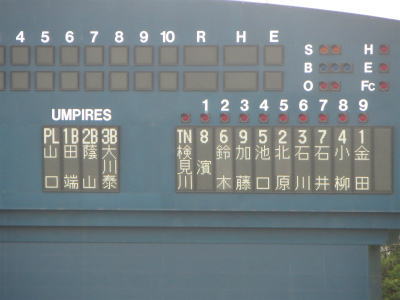 4 5 6 7 8 9 10 R H E
S H
B E
O Fc
UMPIRES
1 2 3 4 5 6 7 8 9
PL 1B 2B 3B TN 8 6 9 5 2 3 7 4 1
山口 田端 蔭山 大川泰 検見川 濱 鈴木 加藤 池口 北原 石川 石井 小柳 金田